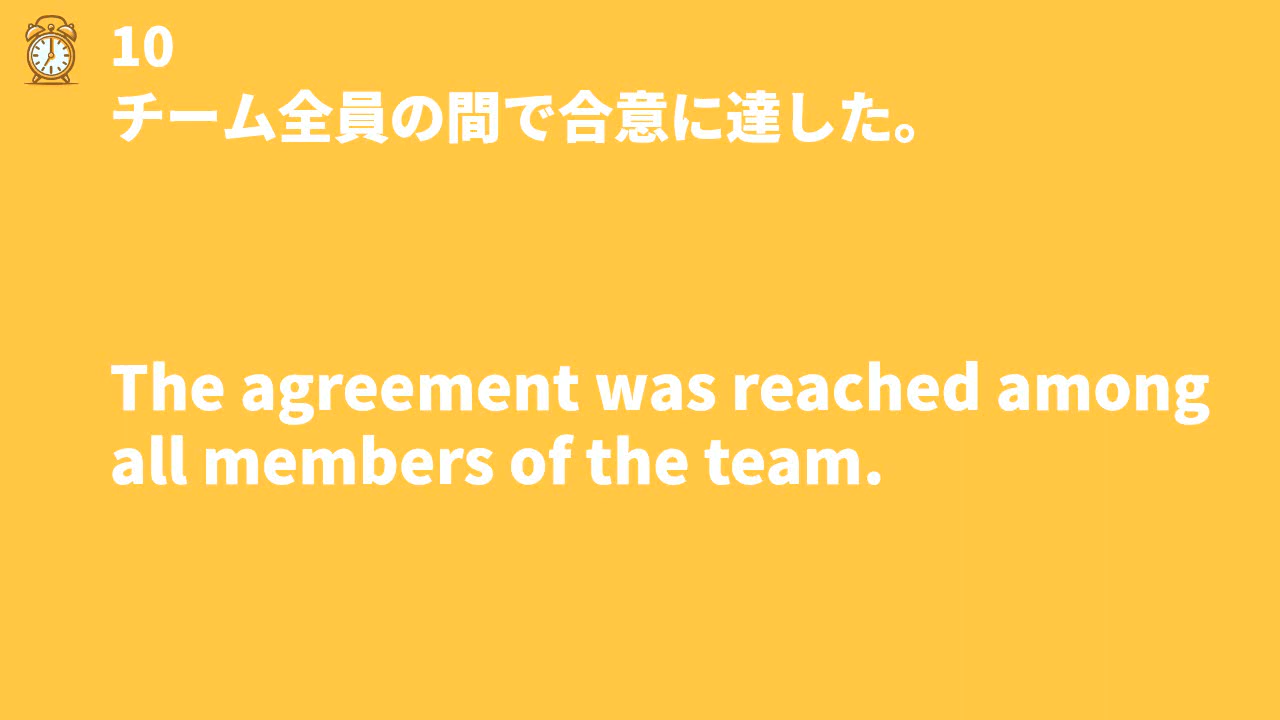 10
チーム全員の間で合意に達した。
The agreement was reached among
all members of the team.